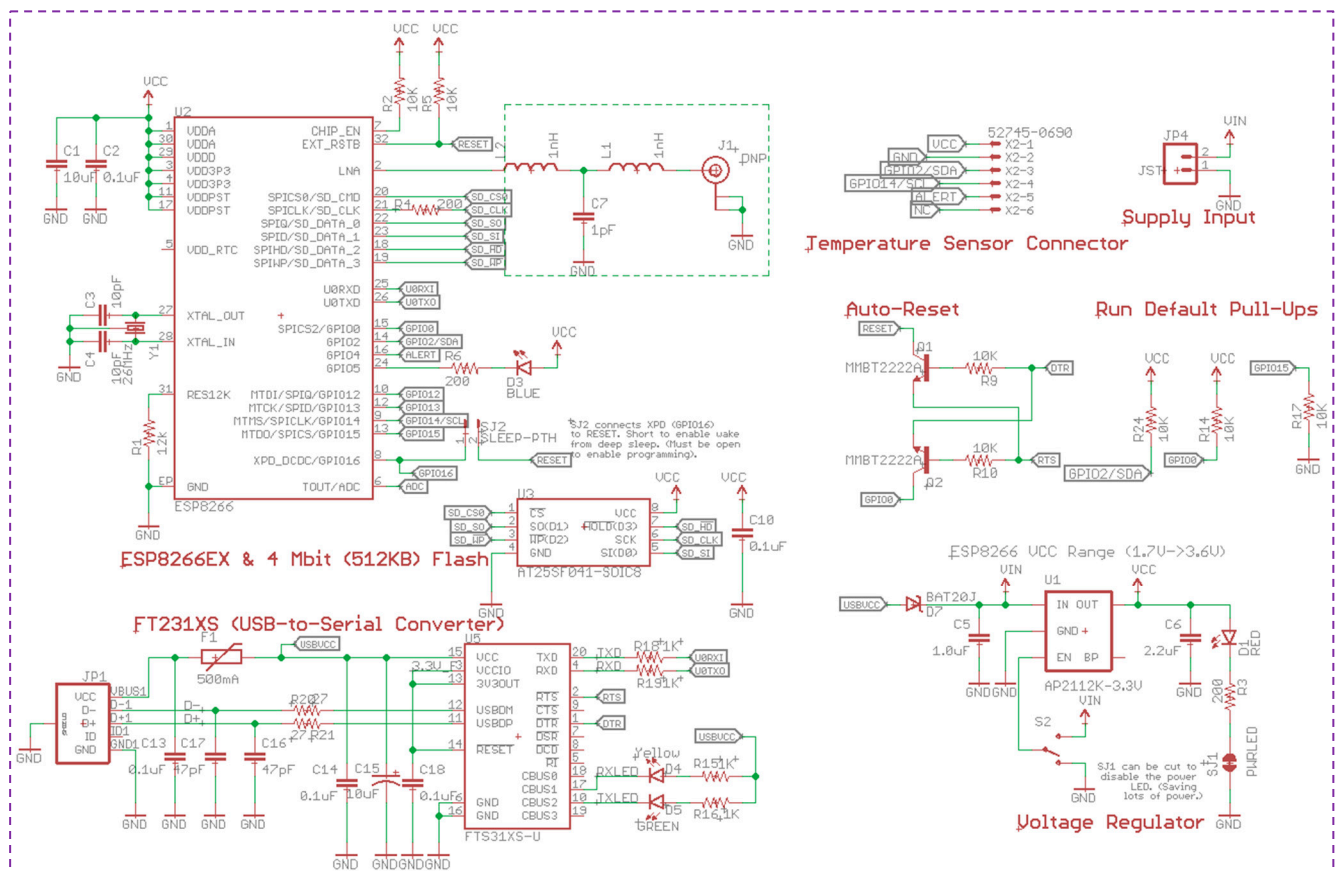 VCC
VCC
VCC
U2
R2
10K
R5
10K
1
VDDA
30
VDDA
29
VDDD
3
VDD3P3
4
VDD3P3
11
VDDPST
17
VDDPST
5
VDD_RTC
27
XTAL_OUT
28
XTAL_IN
31
RES12K
EP
GND
CHIP_EN
7
EXT_RSTB
32
RESET
LNA
2
SPICS0/SD_CMD
20
SD_CS0
SPICLK/SD_CLK
21
R4
200
SD_CLK
SPIQ/SD_DATA_0
22
SD_SO
SPID/SD_DATA_1
23
SD_SI
SPIHD/SD_DATA_2
18
SD_HD
SPIWP/SD_DATA_3
19
SD_WP
U0RXD
25
U0RXI
U0TXD
26
U0TXO
SPICS2/GPIO0
15
GPIO0
GPIO2
14
GPIO2/SDA
GPIO4
16
ALERT
GPIO5
24
MTDI/SPIQ/GPIO12
10
GPIO12
MTCK/SPID/GPIO13
12
GPIO13
MTMS/SPICLK/GPIO14
9
GPIO14/SCL
MTDO/SPICS/GPIO15
13
GPIO15
XPD_DCDC/GPIO16
8
GPIO16
TOUT/ADC
6
ADC
ESP8266
C1
10uF
C2
0.1uF
GND
GND
C3
10pF
C4
10pF
26MHz
Y1
GND
R1
12k
GND
R6
200
D3
BLUE
VCC
L2
1nH
L1
1nH
J1
DNP
C7
1pF
GND
GND
1
2
SJ2
SLEEP-PTH
RESET
SJ2 connects XPD (GPIO16)
to RESET. Short to enable wake
from deep sleep. (Must be open
to enable programming).
ESP8266EX & 4 Mbit (512KB) Flash
U3
SD_CS0
1
CS
SD_SO
2
SO(D1)
SD_WP
3
WP(D2)
4
GND
VCC
8
HOLD(D3)
7
SD_HD
SCK
6
SD_CLK
SI(D0)
5
SD_SI
AT25SF041-SOIC8
VCC
VCC
C10
0.1uF
GND
GND
52745-0690
VCC
X2-1
GND
X2-2
GPIO2/SDA
X2-3
GPIO14/SCL
X2-4
ALERT
X2-5
NC
X2-6
Temperature Sensor Connector
JP4
VIN
2
1
JST
GND
Supply Input
Auto-Reset
RESET
Q1
MMBT2222A
10K
R9
DTR
MMBT2222A
Q2
10K
R10
RTS
GPIO0
Run Default Pull-Ups
VCC
R24
10K
GPIO2/SDA
VCC
R14
10K
GPIO0
GPIO15
R17
10K
GND
FT231XS (USB-to-Serial Converter)
JP1
VCC
VBUS1
D-
D-1
D+
D+1
ID
ID1
GND
GND1
GND
F1
500mA
USBVCC
D-
D+
R20
27
27
R21
C13
0.1uF
C17
47pF
C16
47pF
GND
GND
GND
GND
C14
0.1uF
C15
10uF
C18
0.1uF
GND
GND
GND
GND
3.3V_F
U5
15
VCC
3
VCCIO
13
3V3OUT
12
USBDM
11
USBDP
14
RESET
6
GND
16
GND
TXD
20
RXD
4
RTS
2
CTS
9
DTR
1
DSR
7
DCD
8
RI
5
CBUS0
18
CBUS1
17
CBUS2
10
CBUS3
19
FTS31XS-U
TXD
R18
1K
U0RXI
RXD
R19
1K
U0TXO
RTS
DTR
USBVCC
RXLED
Yellow
D4
R15
1K
TXLED
D5
GREEN
R16
1K
ESP8266 VCC Range (1.7V->3.6V)
USBVCC
BAT20J
D7
VIN
C5
1.0uF
GND
GND
U1
IN
OUT
GND
EN
BP
AP2112K-3.3V
VCC
C6
2.2uF
GND
D1
RED
R3
200
SJ1
PWRLED
GND
S2
VIN
GND
SJ1 can be cut to
disable the power
LED. (Saving
lots of power.)
Voltage Regulator